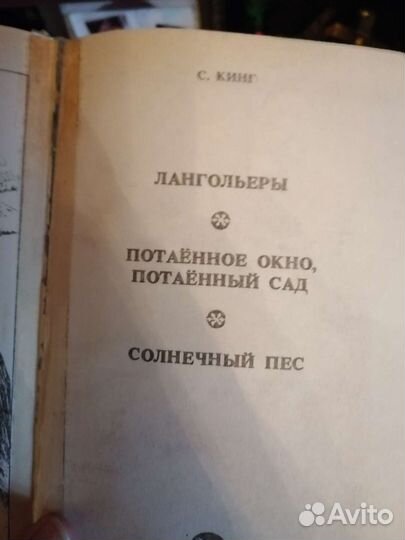 С. КИНГ
ЛАНГОЛЬЕРЫ
ПОТАЁННОЕ ОКНО,
ПОТАЁННЫЙ САД
СОЛНЕЧНЫЙ ПЕС
Avito